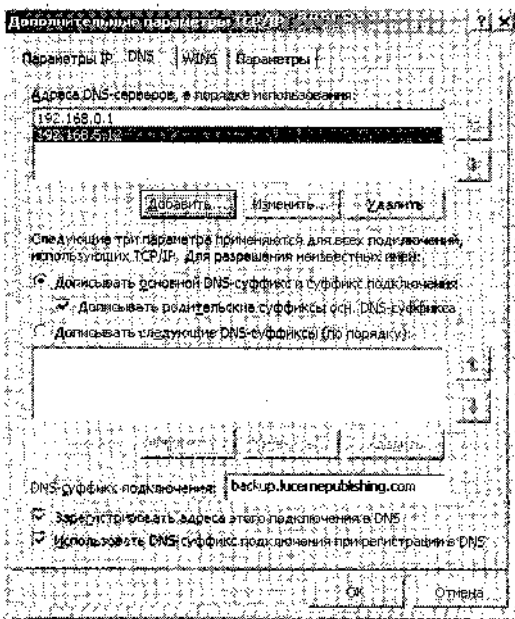 Дополнительные параметры TCP/IP
Параметры IP DNS WINS Параметры
Адреса DNS-серверов, в порядке использования:
192.168.0.1
192.168.5.12
Добавить... Изменить... Удалить
Следующие три параметра применяются для всех подключений,
использующих TCP/IP. Для разрешения неизвестных имен:
Дописывать основной DNS-суффикс и суффикс подключения
Дописывать родительские суффиксы осн. DNS-суффикса
Дописывать следующие DNS-суффиксы (по порядку):
DNS-суффикс подключения: backup.lucernepublishing.com
Зарегистрировать адреса этого подключения в DNS
Использовать DNS-суффикс подключения при регистрации в DNS
OK Отмена